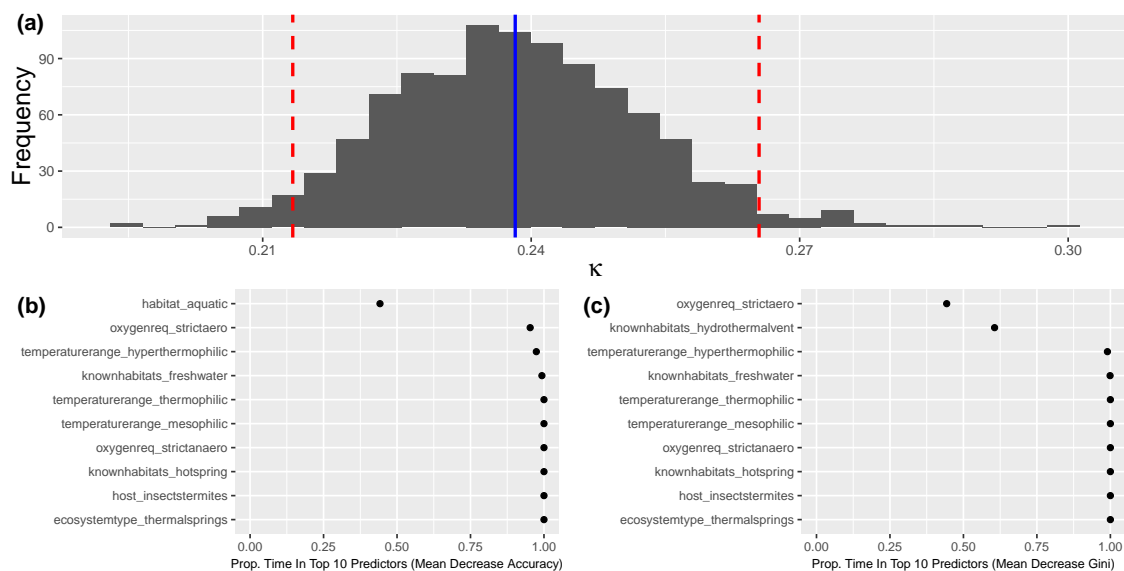 (a)
Frequency
90
60
30
0
0.21 0.24 0.27 0.30
κ
(b)
habitat_aquatic
oxygenreq_strictaero
temperaturerange_hyperthermophilic
knownhabitats_freshwater
temperaturerange_thermophilic
temperaturerange_mesophilic
oxygenreq_strictanaero
knownhabitats_hotspring
host_insectstermites
ecosystemtype_thermalsprings
0.00 0.25 0.50 0.75 1.00
Prop. Time In Top 10 Predictors (Mean Decrease Accuracy)
(c)
oxygenreq_strictaero
knownhabitats_hydrothermalvent
temperaturerange_hyperthermophilic
knownhabitats_freshwater
temperaturerange_thermophilic
temperaturerange_mesophilic
oxygenreq_strictanaero
knownhabitats_hotspring
host_insectstermites
ecosystemtype_thermalsprings
0.00 0.25 0.50 0.75 1.00
Prop. Time In Top 10 Predictors (Mean Decrease Gini)